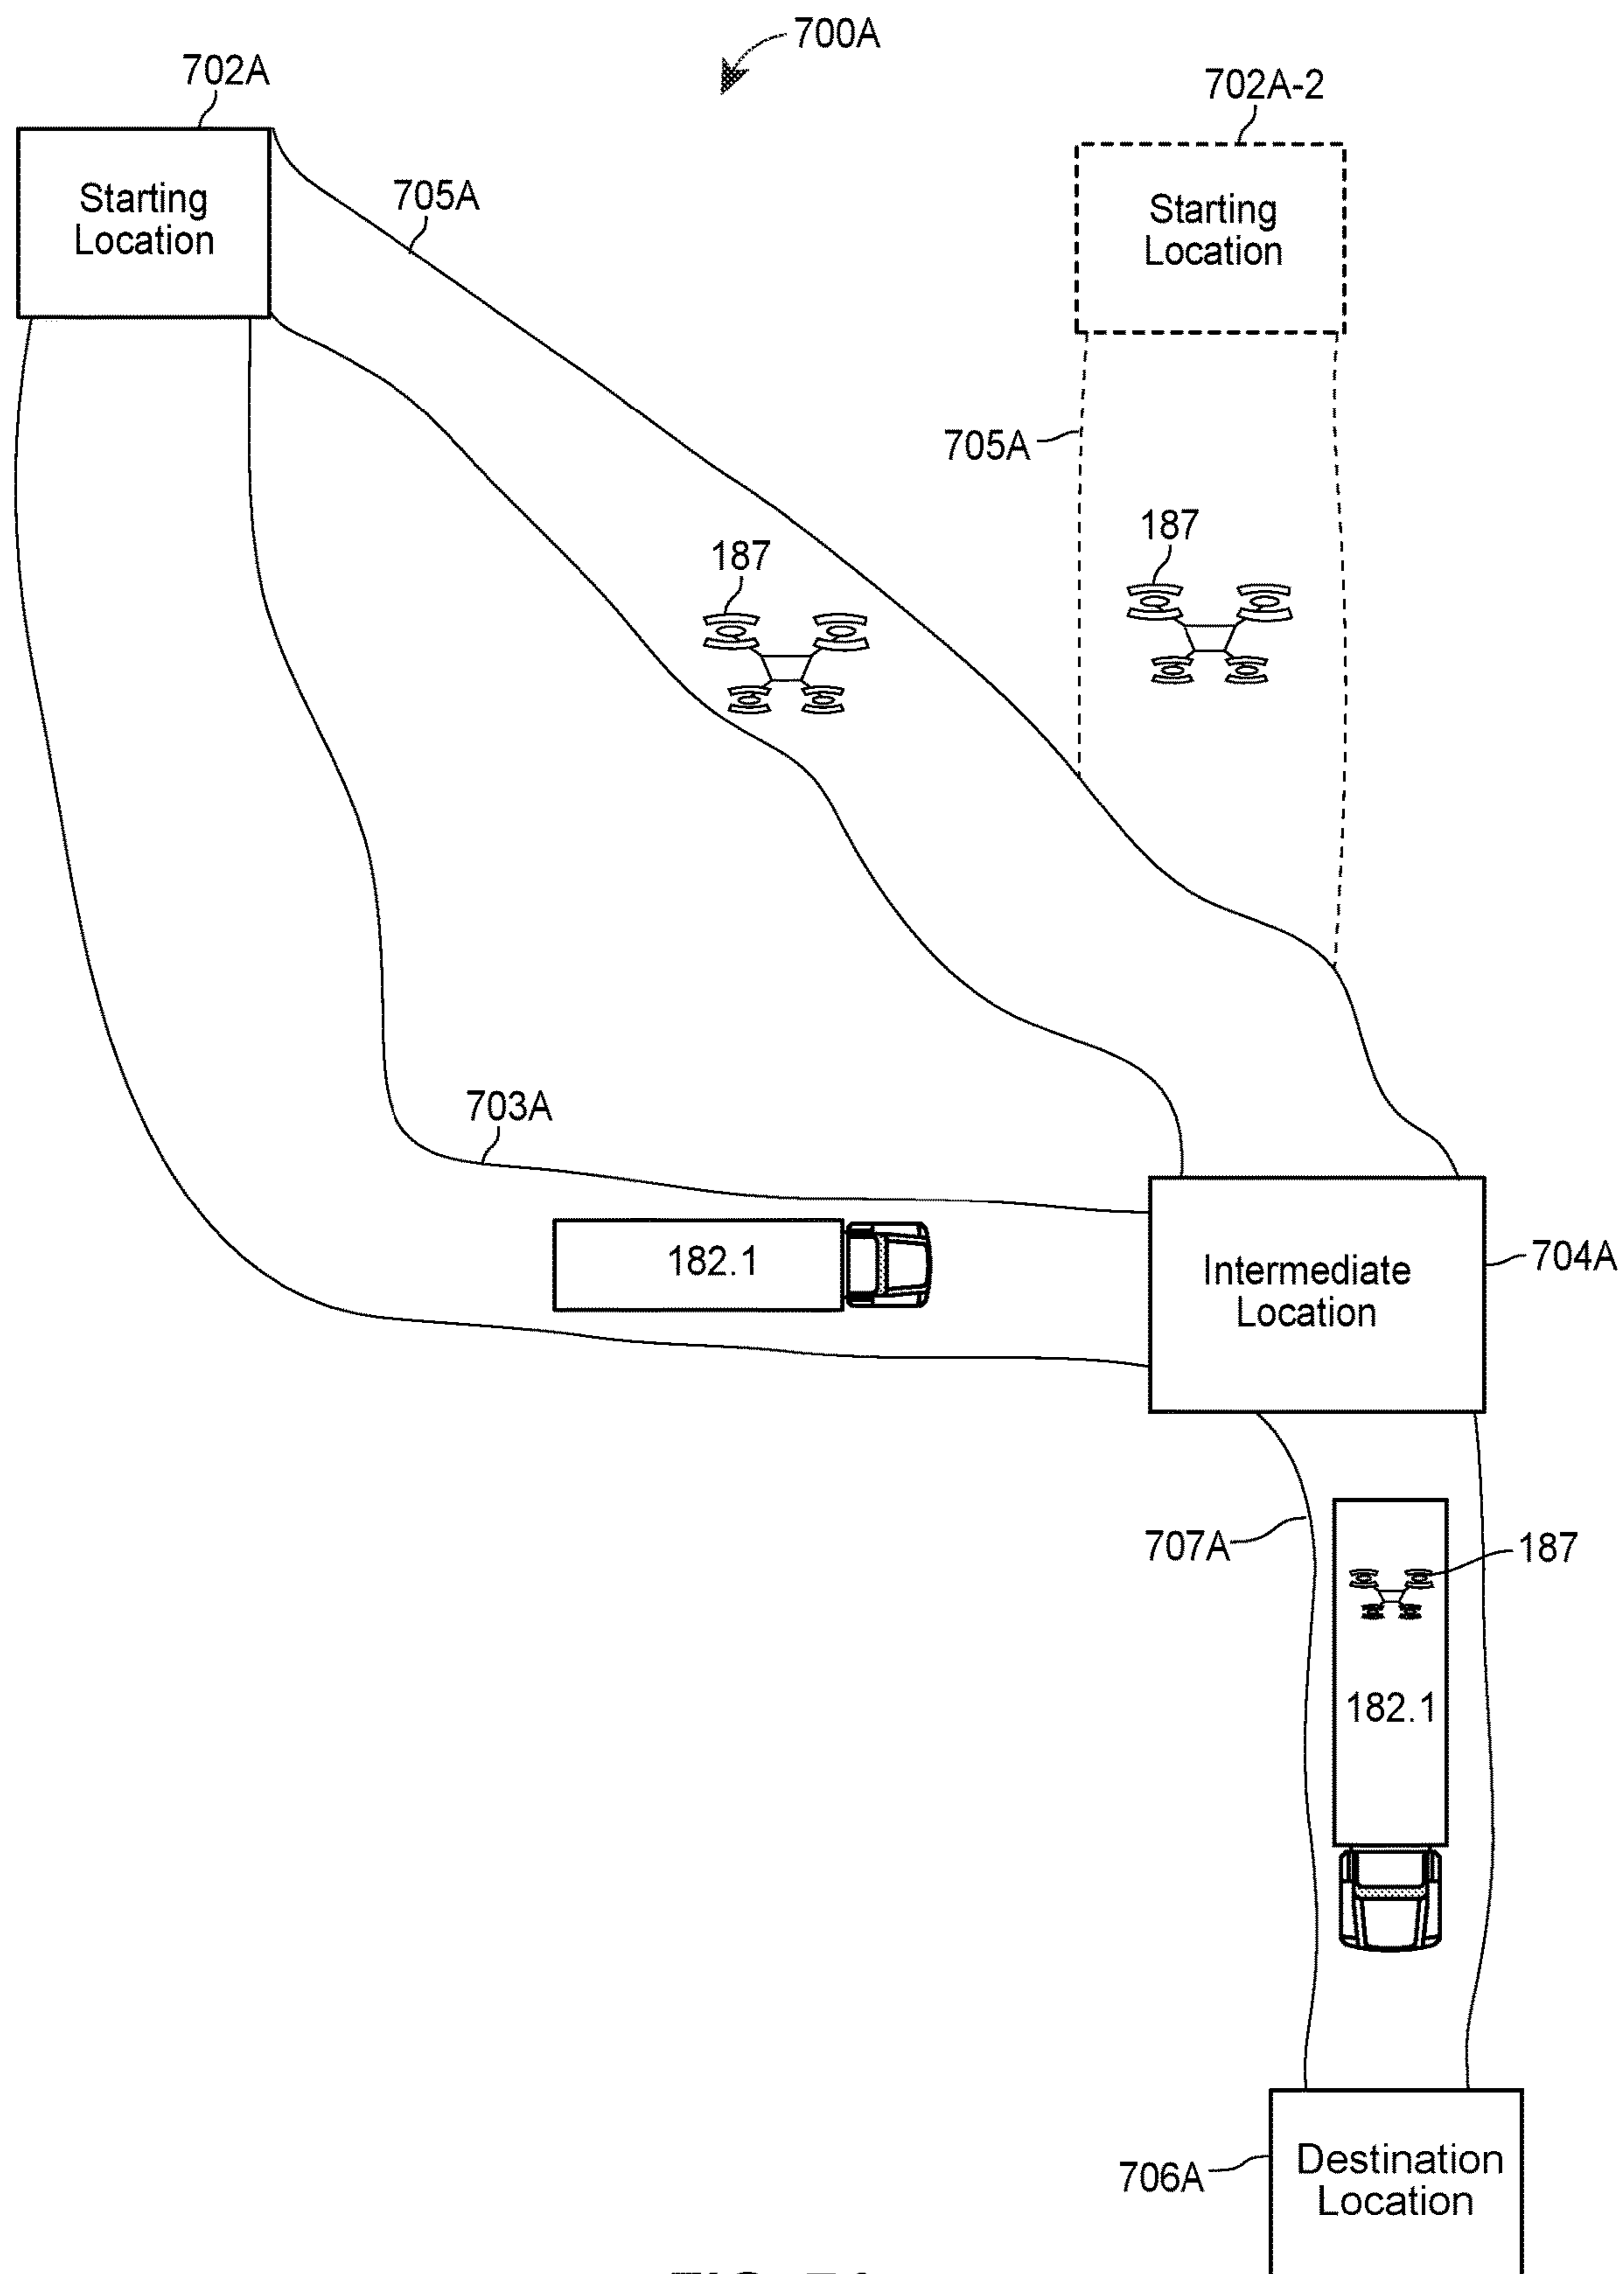 700A
702A
702A-2
Starting
Location
705A
Starting
Location
705A
187
187
703A
182.1
Intermediate
Location
704A
707A
187
182.1
706A
Destination
Location